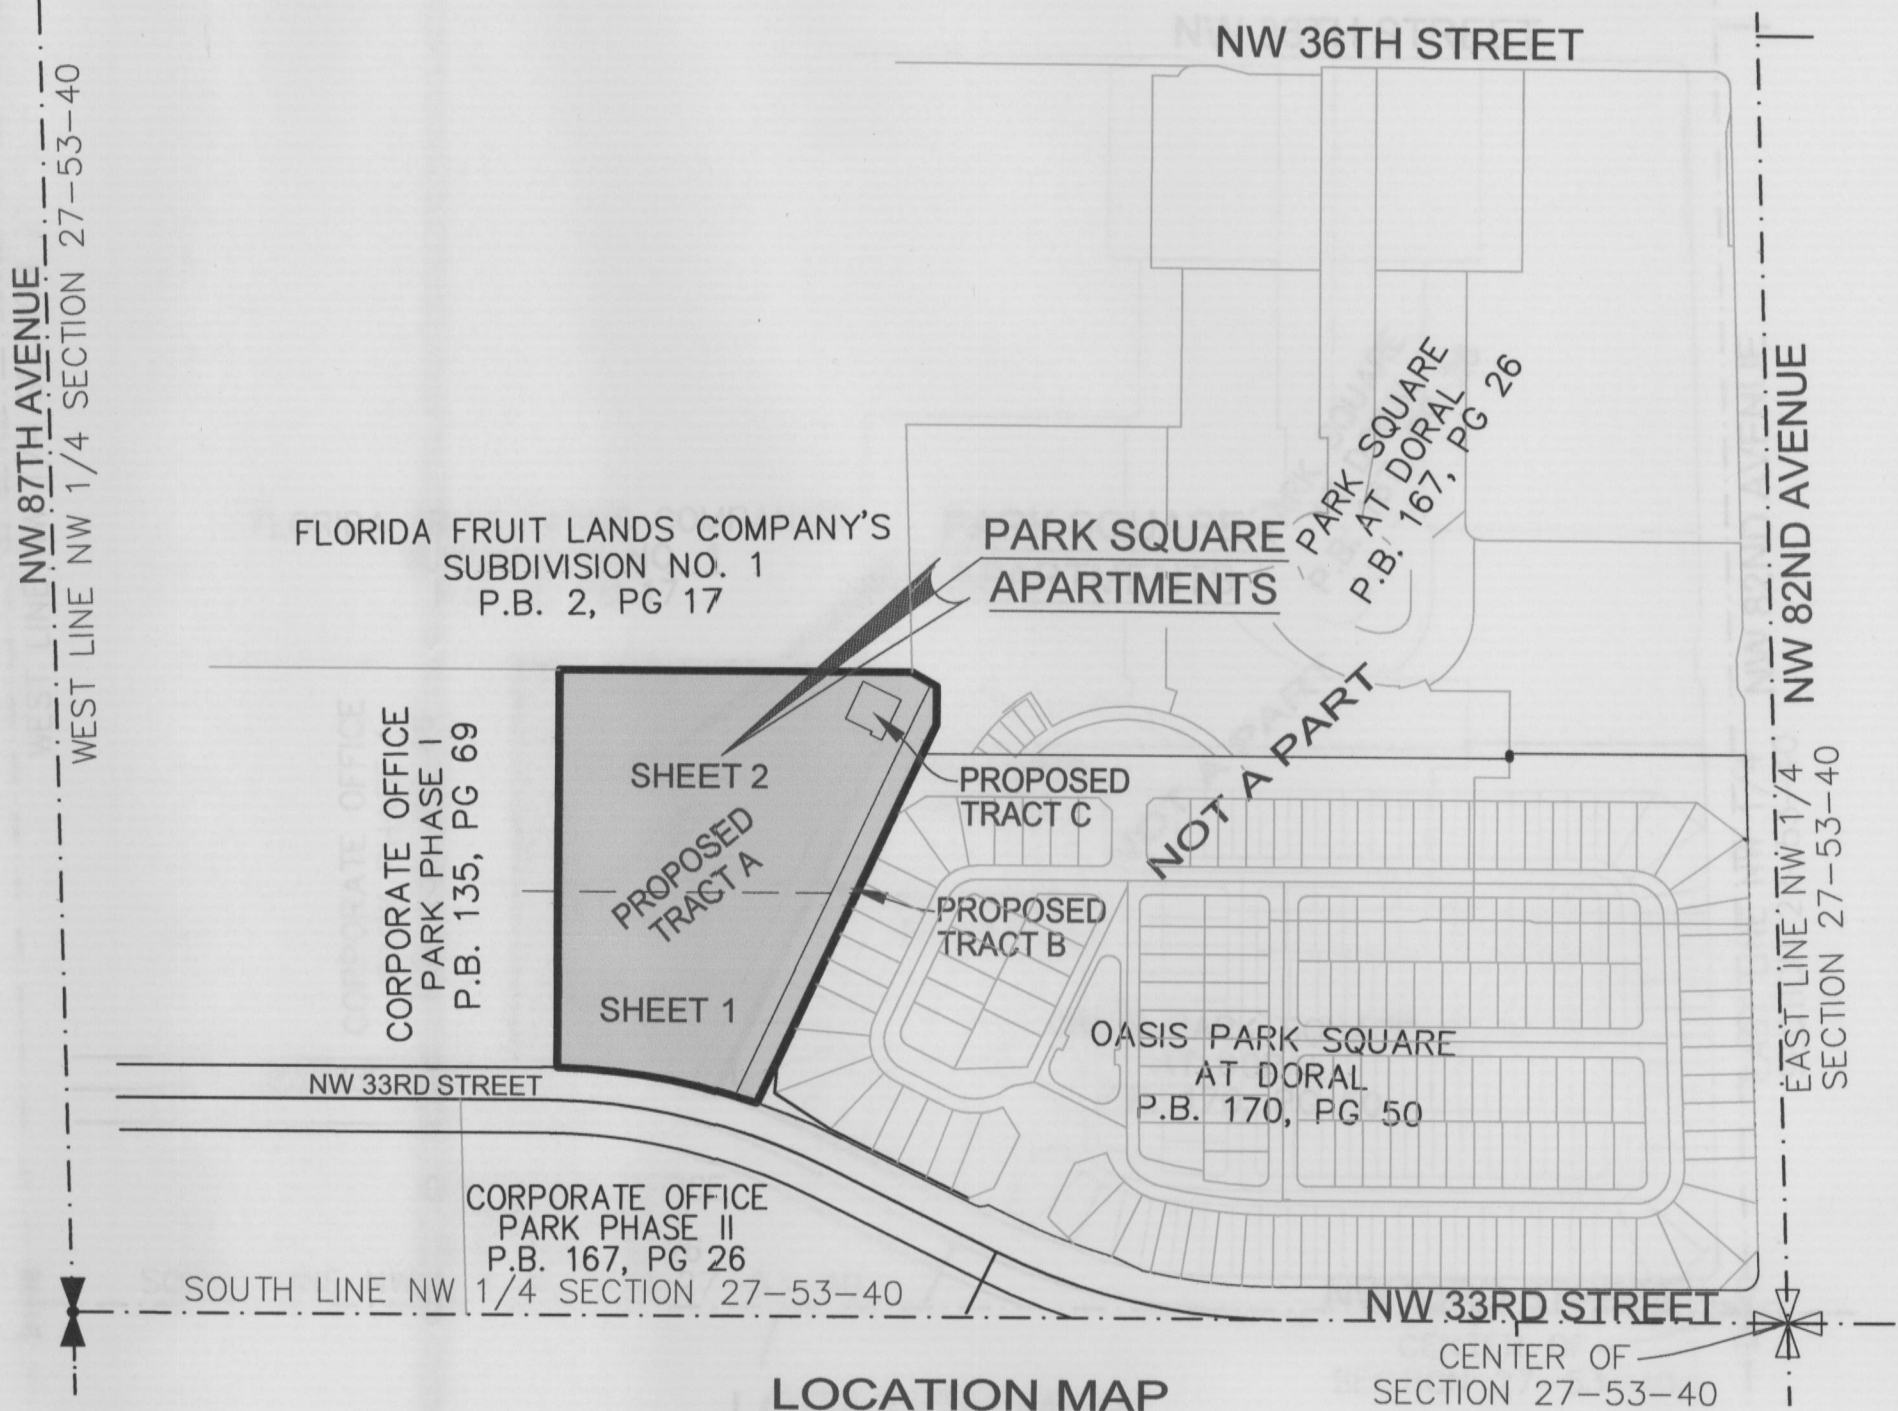 NW 36TH STREET
NW 87TH AVENUE
WEST LINE NW 1/4 SECTION 27-53-40
FLORIDA FRUIT LANDS COMPANY'S
SUBDIVISION NO. 1
P.B. 2, PG 17
PARK SQUARE
APARTMENTS
PARK SQUARE
AT DORAL
P.B. 167, PG 26
NW 82ND AVENUE
EAST LINE NW 1/4
SECTION 27-53-40
CORPORATE OFFICE
PARK PHASE I
P.B. 135, PG 69
SHEET 2
PROPOSED
TRACT A
SHEET 1
PROPOSED
TRACT C
NOT A PART
PROPOSED
TRACT B
OASIS PARK SQUARE
AT DORAL
P.B. 170, PG 50
NW 33RD STREET
CORPORATE OFFICE
PARK PHASE II
P.B. 167, PG 26
SOUTH LINE NW 1/4 SECTION 27-53-40
NW 33RD STREET
CENTER OF
SECTION 27-53-40
LOCATION MAP